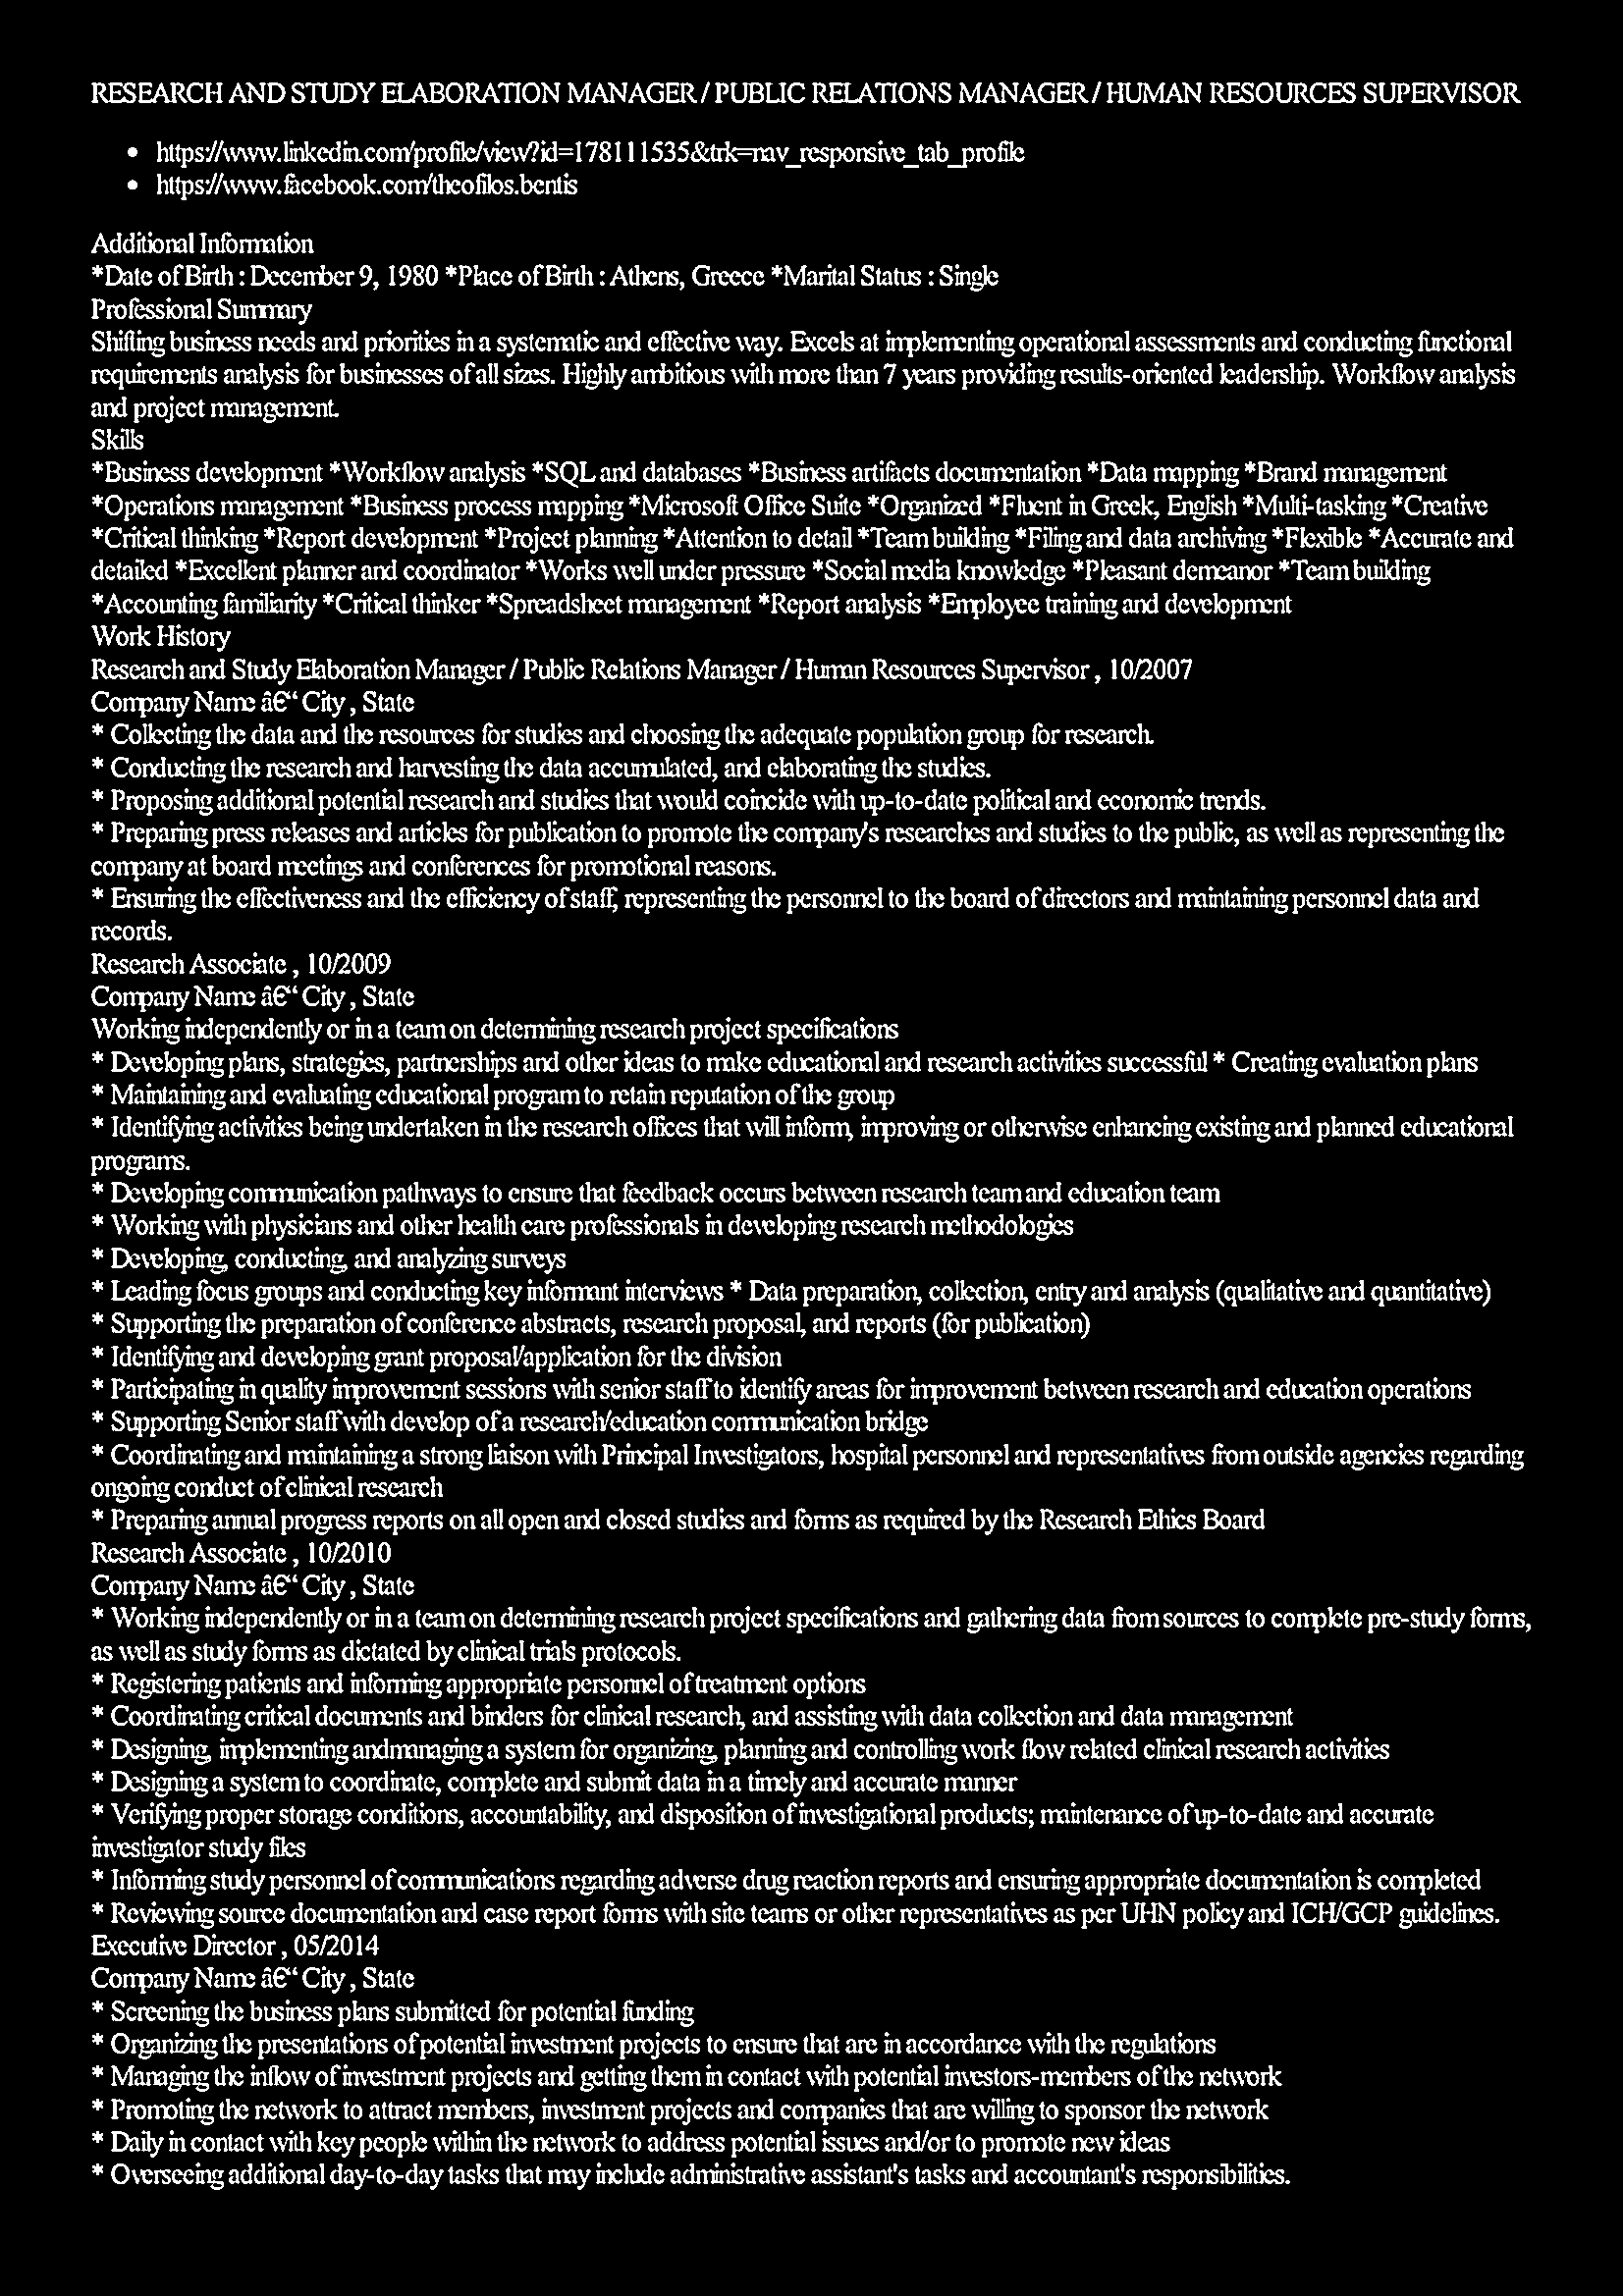 RESEARCH AND STUDY ELABORATION MANAGER / PUBLIC RELATIONS MANAGER / HUMAN RESOURCES SUPERVISOR
• https://www.linkedin.com/profile/view?id=178111535&trk=nav_responsive_tab_profile
• https://www.facebook.com/theofilos.bentis
Additional Information
*Date of Birth : December 9, 1980 *Place of Birth : Athens, Greece *Marital Status : Single
Professional Summary
Shifting business needs and priorities in a systematic and effective way. Excels at implementing operational assessments and conducting functional
requirements analysis for businesses of all sizes. Highly ambitious with more than 7 years providing results-oriented leadership. Workflow analysis
and project management.
Skills
*Business development *Workflow analysis *SQL and databases *Business artifacts documentation *Data mapping *Brand management
*Operations management *Business process mapping *Microsoft Office Suite *Organized *Fluent in Greek, English *Multi-tasking *Creative
*Critical thinking *Report development *Project planning *Attention to detail *Team building *Filing and data archiving *Flexible *Accurate and
detailed *Excellent planner and coordinator *Works well under pressure *Social media knowledge *Pleasant demeanor *Team building
*Accounting familiarity *Critical thinker *Spreadsheet management *Report analysis *Employee training and development
Work History
Research and Study Elaboration Manager / Public Relations Manager / Human Resources Supervisor , 10/2007
Company Name â€“ City , State
* Collecting the data and the resources for studies and choosing the adequate population group for research.
* Conducting the research and harvesting the data accumulated, and elaborating the studies.
* Proposing additional potential research and studies that would coincide with up-to-date political and economic trends.
* Preparing press releases and articles for publication to promote the company's researches and studies to the public, as well as representing the
company at board meetings and conferences for promotional reasons.
* Ensuring the effectiveness and the efficiency of staff, representing the personnel to the board of directors and maintaining personnel data and
records.
Research Associate , 10/2009
Company Name â€“ City , State
Working independently or in a team on determining research project specifications
* Developing plans, strategies, partnerships and other ideas to make educational and research activities successful * Creating evaluation plans
* Maintaining and evaluating educational program to retain reputation of the group
* Identifying activities being undertaken in the research offices that will inform, improving or otherwise enhancing existing and planned educational
programs.
* Developing communication pathways to ensure that feedback occurs between research team and education team
* Working with physicians and other health care professionals in developing research methodologies
* Developing, conducting, and analyzing surveys
* Leading focus groups and conducting key informant interviews * Data preparation, collection, entry and analysis (qualitative and quantitative)
* Supporting the preparation of conference abstracts, research proposal, and reports (for publication)
* Identifying and developing grant proposal/application for the division
* Participating in quality improvement sessions with senior staff to identify areas for improvement between research and education operations
* Supporting Senior staff with develop of a research/education communication bridge
* Coordinating and maintaining a strong liaison with Principal Investigators, hospital personnel and representatives from outside agencies regarding
ongoing conduct of clinical research
* Preparing annual progress reports on all open and closed studies and forms as required by the Research Ethics Board
Research Associate , 10/2010
Company Name â€“ City , State
* Working independently or in a team on determining research project specifications and gathering data from sources to complete pre-study forms,
as well as study forms as dictated by clinical trials protocols.
* Registering patients and informing appropriate personnel of treatment options
* Coordinating critical documents and binders for clinical research, and assisting with data collection and data management
* Designing, implementing andmanaging a system for organizing, planning and controlling work flow related clinical research activities
* Designing a system to coordinate, complete and submit data in a timely and accurate manner
* Verifying proper storage conditions, accountability, and disposition of investigational products; maintenance of up-to-date and accurate
investigator study files
* Informing study personnel of communications regarding adverse drug reaction reports and ensuring appropriate documentation is completed
* Reviewing source documentation and case report forms with site teams or other representatives as per UHN policy and ICH/GCP guidelines.
Executive Director , 05/2014
Company Name â€“ City , State
* Screening the business plans submitted for potential funding
* Organizing the presentations of potential investment projects to ensure that are in accordance with the regulations
* Managing the inflow of investment projects and getting them in contact with potential investors-members of the network
* Promoting the network to attract members, investment projects and companies that are willing to sponsor the network
* Daily in contact with key people within the network to address potential issues and/or to promote new ideas
* Overseeing additional day-to-day tasks that may include administrative assistant's tasks and accountant's responsibilities.